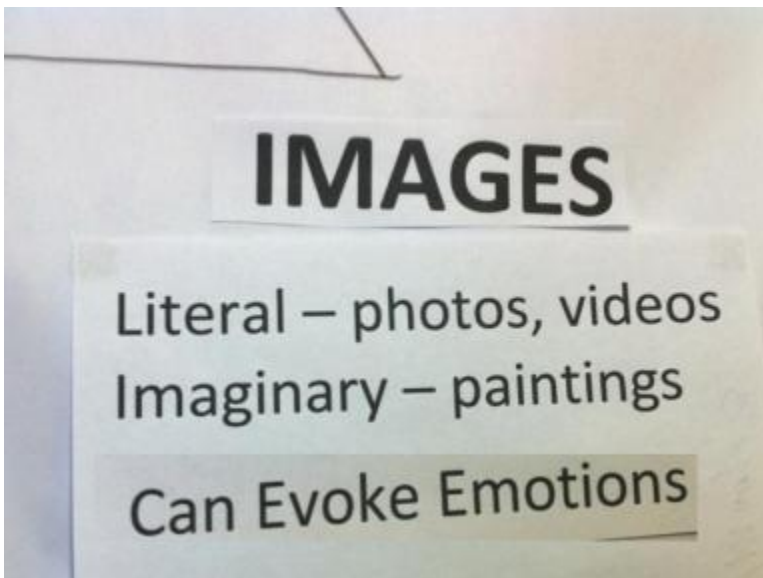 IMAGES
Literal – photos, videos
Imaginary – paintings
Can Evoke Emotions